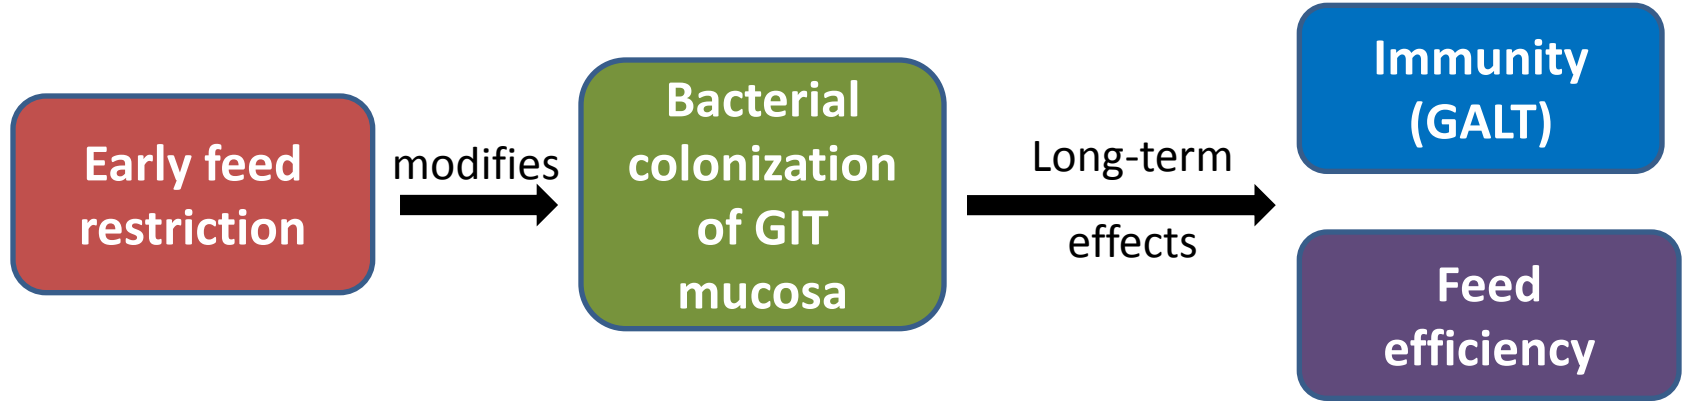 Early feed
restriction
modifies
Bacterial
colonization
of GIT
mucosa
Long-term
effects
Immunity
(GALT)
Feed
efficiency